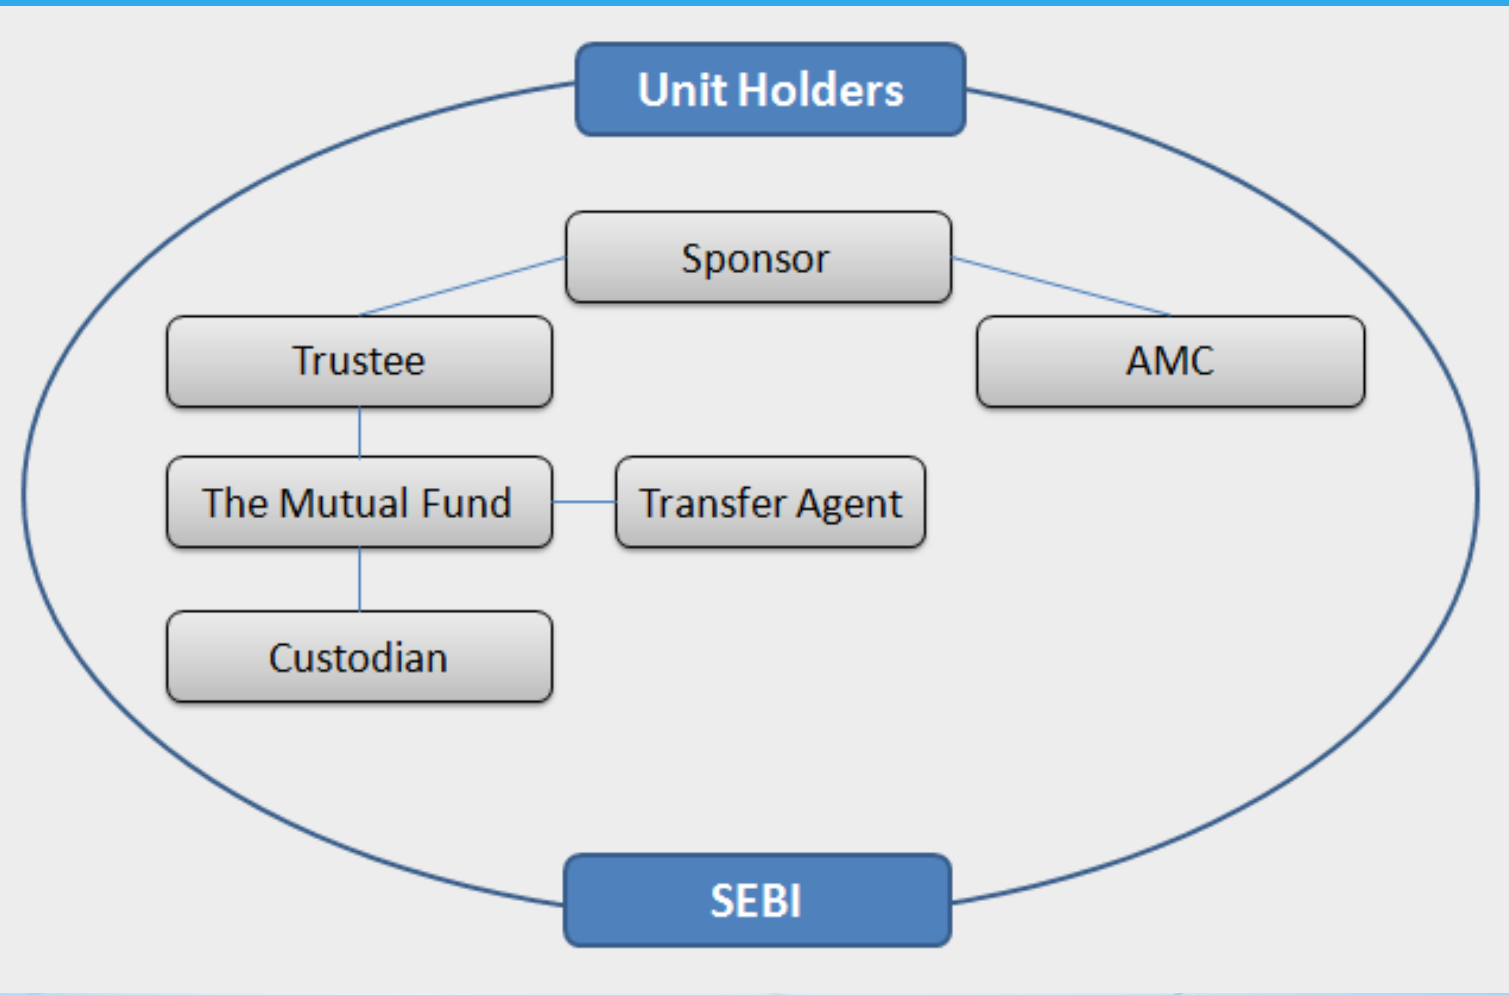 Unit Holders
Sponsor
Trustee
AMC
The Mutual Fund
Transfer Agent
Custodian
SEBI